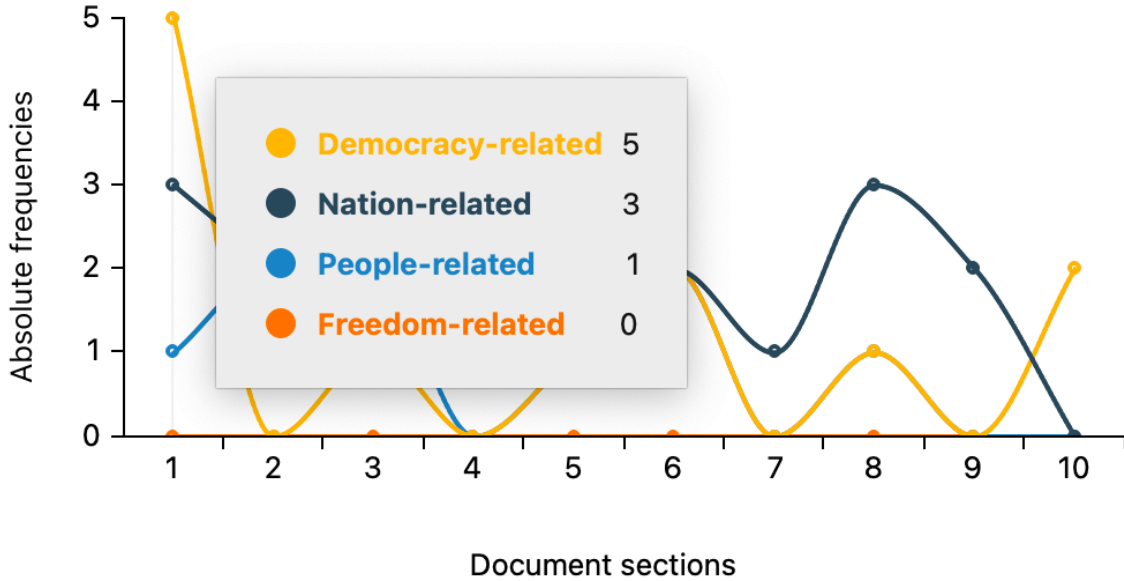 5
4
3
2
1
0
Absolute frequencies
Democracy-related 5
Nation-related 3
People-related 1
Freedom-related 0
1 2 3 4 5 6 7 8 9 10
Document sections